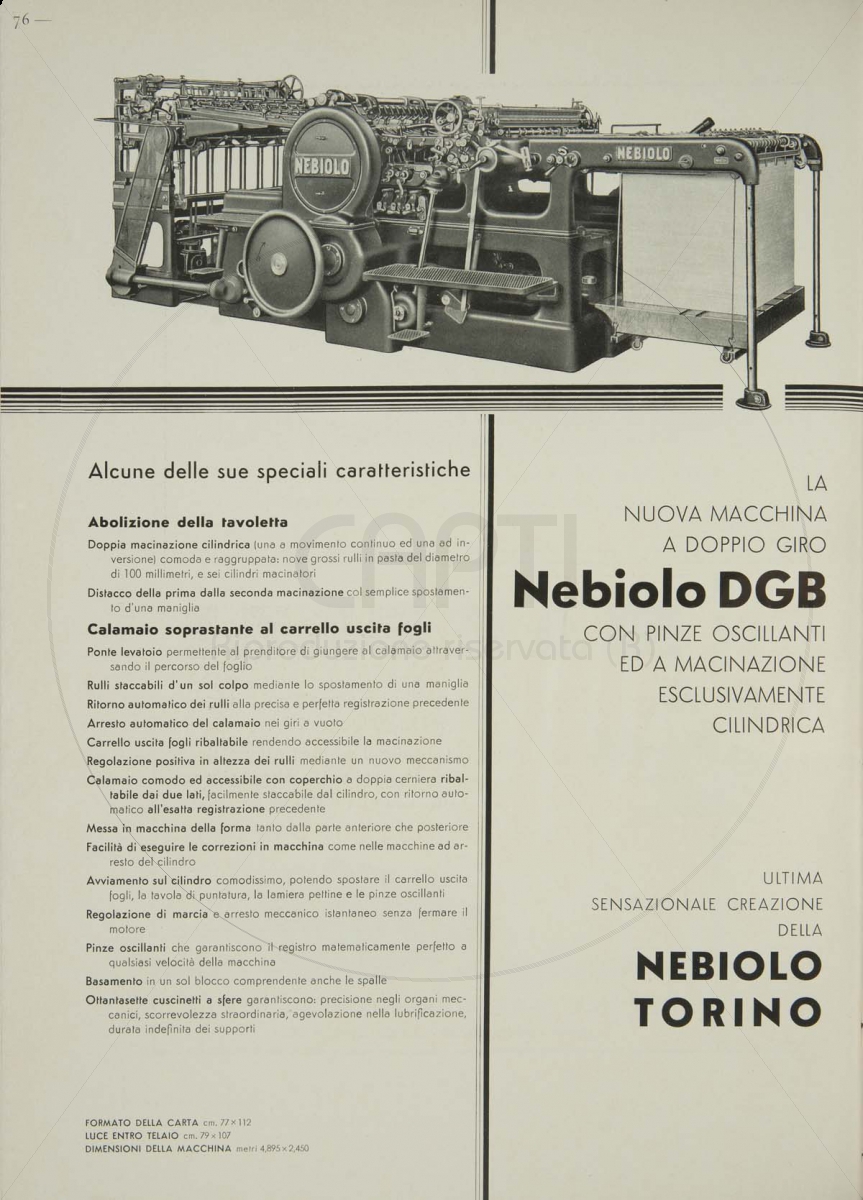 76 —
NEBIOLO
NEBIOLO
Alcune delle sue speciali caratteristiche
Abolizione della tavoletta
Doppia macinazione cilindrica (una a movimento continuo ed una ad in-
versione) comoda e raggruppata: nove grossi rulli in pasta del diametro
di 100 millimetri, e sei cilindri macinatori
Distacco della prima dalla seconda macinazione col semplice spostamen-
to d'una maniglia
Calamaio soprastante al carrello uscita fogli
Ponte levatoio permettente al prenditore di giungere al calamaio attraver-
sando il percorso del foglio
Rulli staccabili d'un sol colpo mediante lo spostamento di una maniglia
Ritorno automatico dei rulli alla precisa e perfetta registrazione precedente
Arresto automatico del calamaio nei giri a vuoto
Carrello uscita fogli ribaltabile rendendo accessibile la macinazione
Regolazione positiva in altezza dei rulli mediante un nuovo meccanismo
Calamaio comodo ed accessibile con coperchio a doppia cerniera ribal-
tabile dai due lati, facilmente staccabile dal cilindro, con ritorno auto-
matico all'esatta registrazione precedente
Messa in macchina della forma tanto dalla parte anteriore che posteriore
Facilità di eseguire le correzioni in macchina come nelle macchine ad ar-
resto del cilindro
Avviamento sul cilindro comodissimo, potendo spostare il carrello uscita
fogli, la tavola di puntatura, la lamiera pettine e le pinze oscillanti
Regolazione di marcia e arresto meccanico istantaneo senza fermare il
motore
Pinze oscillanti che garantiscono il registro matematicamente perfetto a
qualsiasi velocità della macchina
Basamento in un sol blocco comprendente anche le spalle
Ottantasette cuscinetti a sfere garantiscono: precisione negli organi mec-
canici, scorrevolezza straordinaria, agevolazione nella lubrificazione,
durata indefinita dei supporti
FORMATO DELLA CARTA cm. 77×112
LUCE ENTRO TELAIO cm. 79×107
DIMENSIONI DELLA MACCHINA metri 4,895×2,450
LA
NUOVA MACCHINA
A DOPPIO GIRO
Nebiolo DGB
CON PINZE OSCILLANTI
ED A MACINAZIONE
ESCLUSIVAMENTE
CILINDRICA
ULTIMA
SENSAZIONALE CREAZIONE
DELLA
NEBIOLO
TORINO
CAPTI
riproduzione riservata (R)